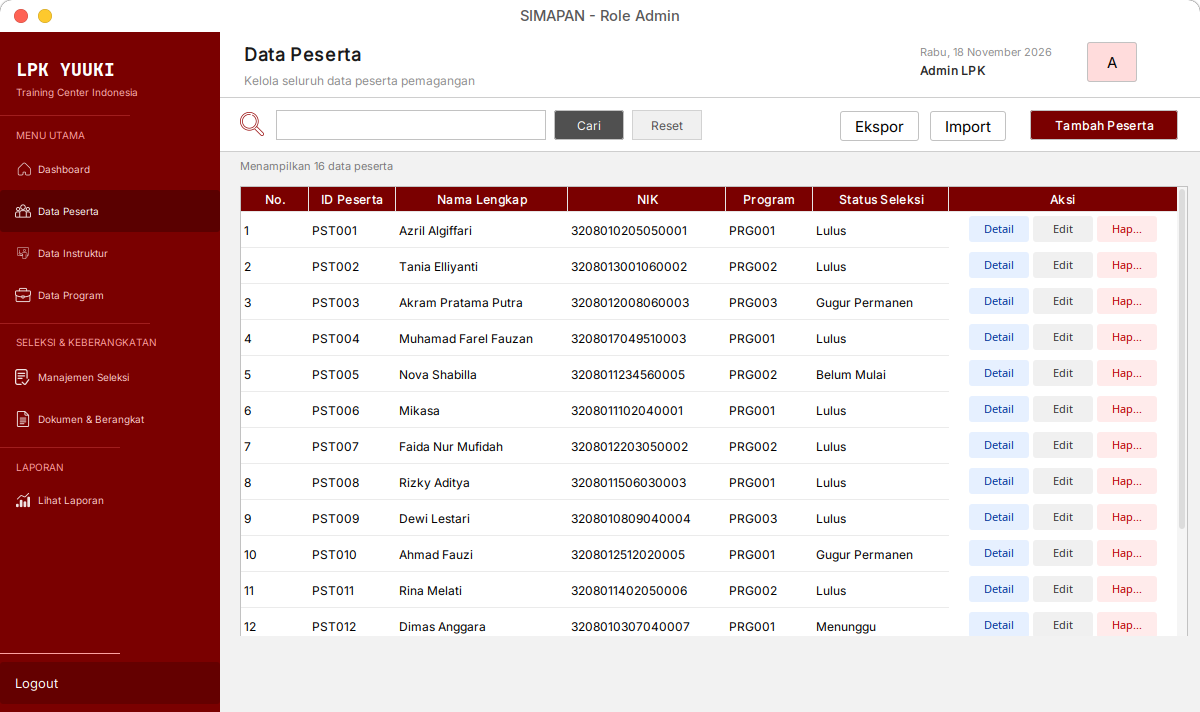 SIMAPAN - Role Admin
LPK YUUKI
Training Center Indonesia
MENU UTAMA
Dashboard
Data Peserta
Data Instruktur
Data Program
SELEKSI & KEBERANGKATAN
Manajemen Seleksi
Dokumen & Berangkat
LAPORAN
Lihat Laporan
Logout
Data Peserta
Kelola seluruh data peserta pemagangan
Rabu, 18 November 2026
Admin LPK
A
Cari
Reset
Ekspor
Import
Tambah Peserta
Menampilkan 16 data peserta
No. ID Peserta Nama Lengkap NIK Program Status Seleksi Aksi
1 PST001 Azril Algiffari 3208010205050001 PRG001 Lulus Detail Edit Hap...
2 PST002 Tania Elliyanti 3208013001060002 PRG002 Lulus Detail Edit Hap...
3 PST003 Akram Pratama Putra 3208012008060003 PRG003 Gugur Permanen Detail Edit Hap...
4 PST004 Muhamad Farel Fauzan 3208017049510003 PRG001 Lulus Detail Edit Hap...
5 PST005 Nova Shabilla 3208011234560005 PRG002 Belum Mulai Detail Edit Hap...
6 PST006 Mikasa 3208011102040001 PRG001 Lulus Detail Edit Hap...
7 PST007 Faida Nur Mufidah 3208012203050002 PRG002 Lulus Detail Edit Hap...
8 PST008 Rizky Aditya 3208011506030003 PRG001 Lulus Detail Edit Hap...
9 PST009 Dewi Lestari 3208010809040004 PRG003 Lulus Detail Edit Hap...
10 PST010 Ahmad Fauzi 3208012512020005 PRG001 Gugur Permanen Detail Edit Hap...
11 PST011 Rina Melati 3208011402050006 PRG002 Lulus Detail Edit Hap...
12 PST012 Dimas Anggara 3208010307040007 PRG001 Menunggu Detail Edit Hap...